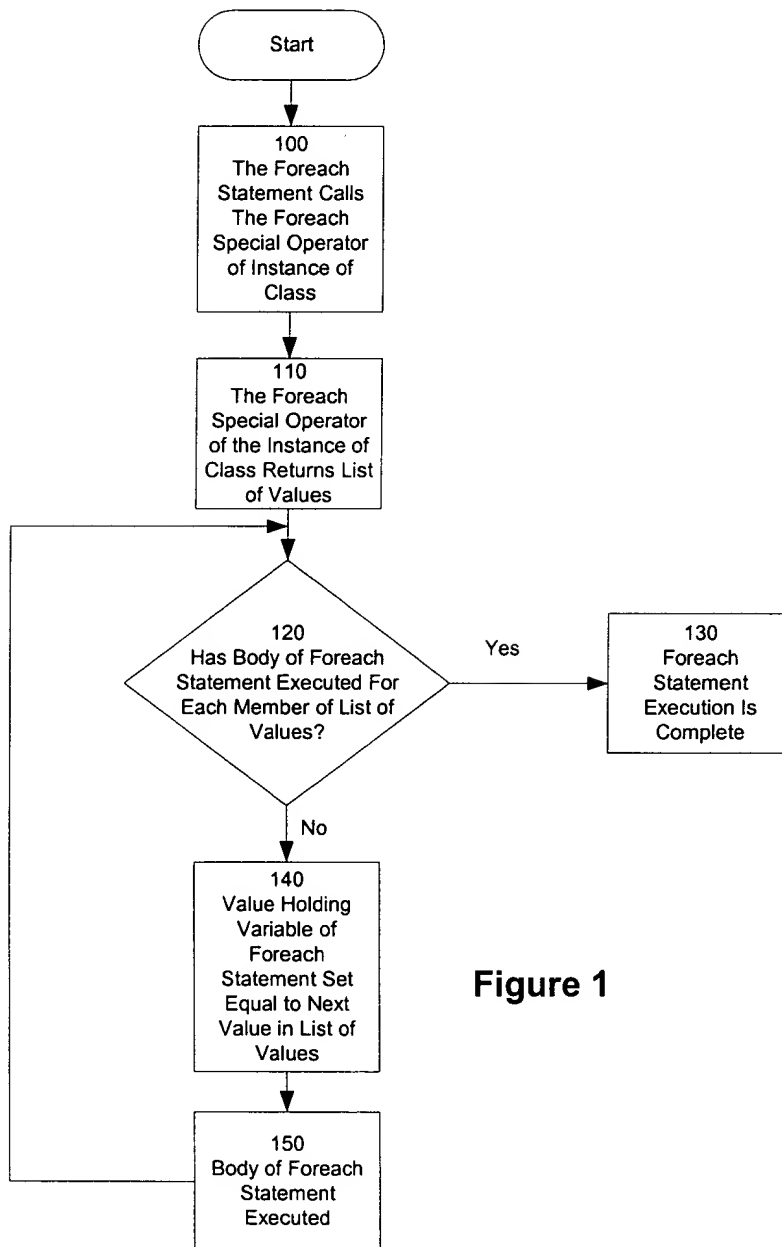 Start
100
The Foreach
Statement Calls
The Foreach
Special Operator
of Instance of
Class
110
The Foreach
Special Operator
of the Instance of
Class Returns List
of Values
120
Has Body of Foreach
Statement Executed For
Each Member of List of
Values?
Yes
130
Foreach
Statement
Execution Is
Complete
No
140
Value Holding
Variable of
Foreach
Statement Set
Equal to Next
Value in List of
Values
Figure 1
150
Body of Foreach
Statement
Executed